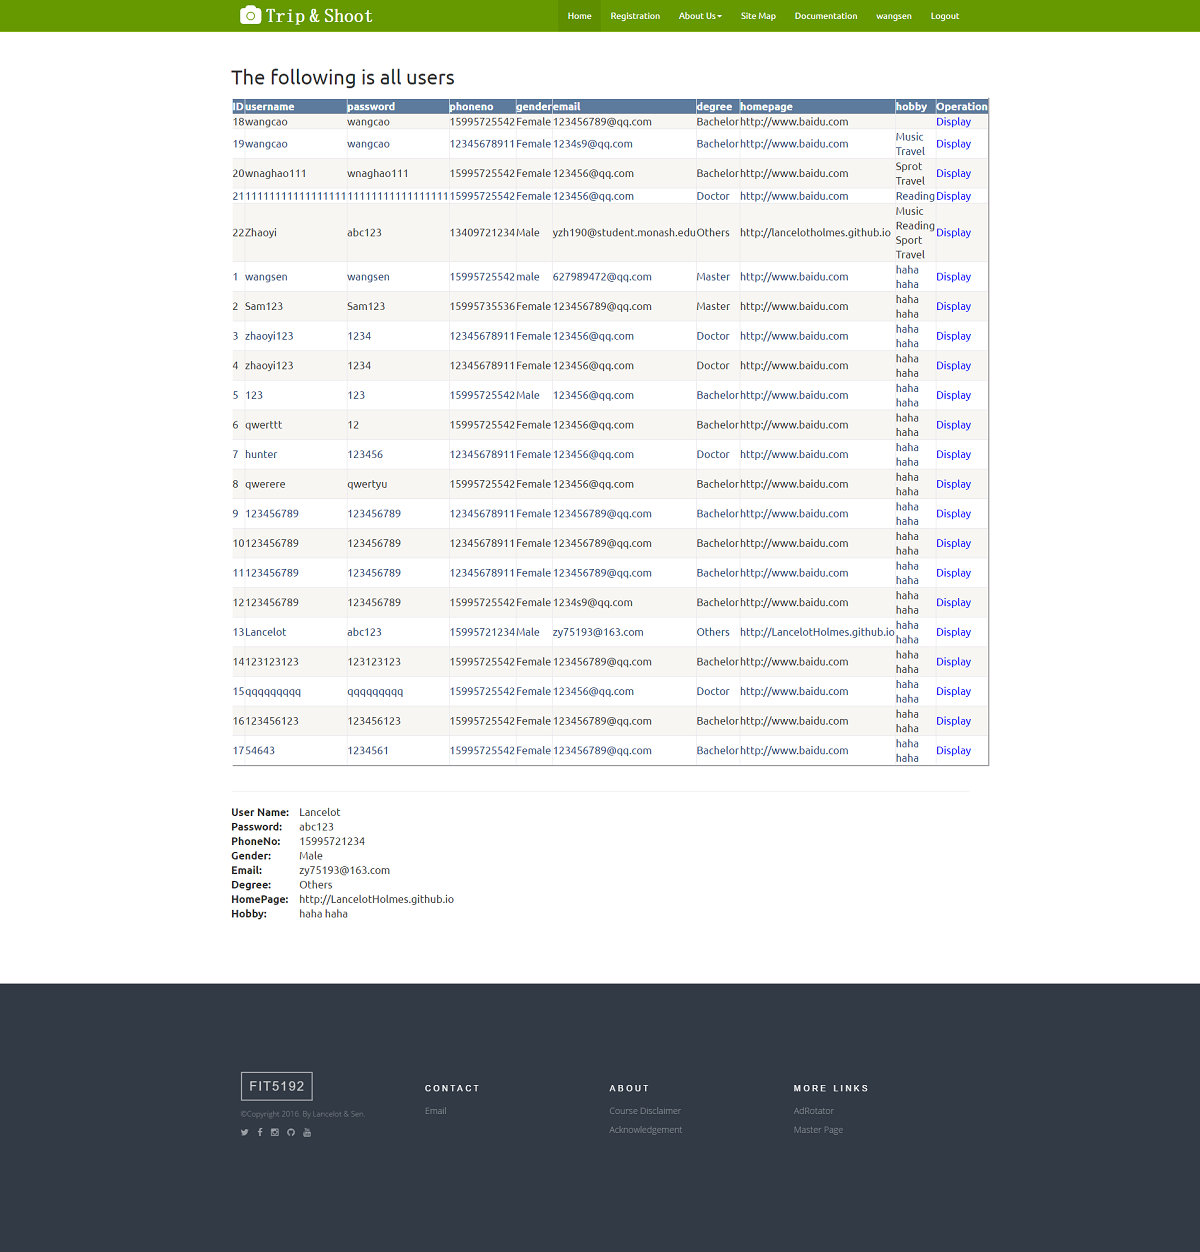 Trip & Shoot Home Registration About Us Site Map Documentation wangsen Logout
The following is all users
ID username password phoneno gender email degree homepage hobby Operation
18 wangcao wangcao 15995725542 Female 123456789@qq.com Bachelor http://www.baidu.com Display
19 wangcao wangcao 12345678911 Female 1234s9@qq.com Bachelor http://www.baidu.com Music Travel Display
20 wnaghao111 wnaghao111 15995725542 Female 123456@qq.com Bachelor http://www.baidu.com Sprot Travel Display
21 11111111111111111111 11111111111111111111 15995725542 Female 123456@qq.com Doctor http://www.baidu.com Reading Display
22 Zhaoyi abc123 13409721234 Male yzh190@student.monash.edu Others http://lancelotholmes.github.io Music Reading Sport Travel Display
1 wangsen wangsen 15995725542 male 627989472@qq.com Master http://www.baidu.com haha haha Display
2 Sam123 Sam123 15995735536 Female 123456789@qq.com Master http://www.baidu.com haha haha Display
3 zhaoyi123 1234 12345678911 Female 123456@qq.com Doctor http://www.baidu.com haha haha Display
4 zhaoyi123 1234 12345678911 Female 123456@qq.com Doctor http://www.baidu.com haha haha Display
5 123 123 15995725542 Male 123456@qq.com Bachelor http://www.baidu.com haha haha Display
6 qwerttt 12 15995725542 Female 123456@qq.com Bachelor http://www.baidu.com haha haha Display
7 hunter 123456 12345678911 Female 123456@qq.com Doctor http://www.baidu.com haha haha Display
8 qwerere qwertyu 15995725542 Female 123456@qq.com Bachelor http://www.baidu.com haha haha Display
9 123456789 123456789 12345678911 Female 123456789@qq.com Bachelor http://www.baidu.com haha haha Display
10 123456789 123456789 12345678911 Female 123456789@qq.com Bachelor http://www.baidu.com haha haha Display
11 123456789 123456789 12345678911 Female 123456789@qq.com Bachelor http://www.baidu.com haha haha Display
12 123456789 123456789 15995725542 Female 1234s9@qq.com Bachelor http://www.baidu.com haha haha Display
13 Lancelot abc123 15995721234 Male zy75193@163.com Others http://LancelotHolmes.github.io haha haha Display
14 123123123 123123123 15995725542 Female 123456789@qq.com Bachelor http://www.baidu.com haha haha Display
15 qqqqqqqqq qqqqqqqqq 15995725542 Female 123456@qq.com Doctor http://www.baidu.com haha haha Display
16 123456123 123456123 15995725542 Female 123456789@qq.com Bachelor http://www.baidu.com haha haha Display
17 54643 1234561 15995725542 Female 123456789@qq.com Bachelor http://www.baidu.com haha haha Display
User Name: Lancelot
Password: abc123
PhoneNo: 15995721234
Gender: Male
Email: zy75193@163.com
Degree: Others
HomePage: http://LancelotHolmes.github.io
Hobby: haha haha
FIT5192
©Copyright 2016. By Lancelot & Sen.
CONTACT
Email
ABOUT
Course Disclaimer
Acknowledgement
MORE LINKS
AdRotator
Master Page